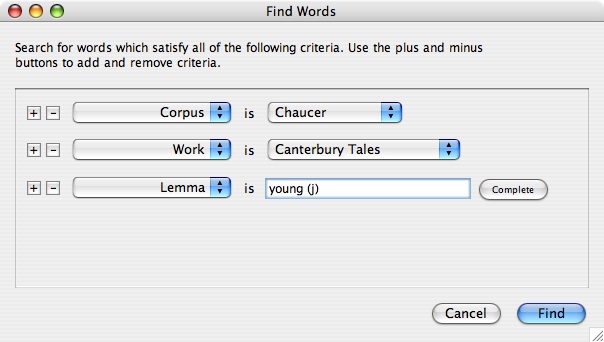 Find Words
Search for words which satisfy all of the following criteria. Use the plus and minus
buttons to add and remove criteria.
+ − Corpus is Chaucer
+ − Work is Canterbury Tales
+ − Lemma is young (j) Complete
Cancel Find